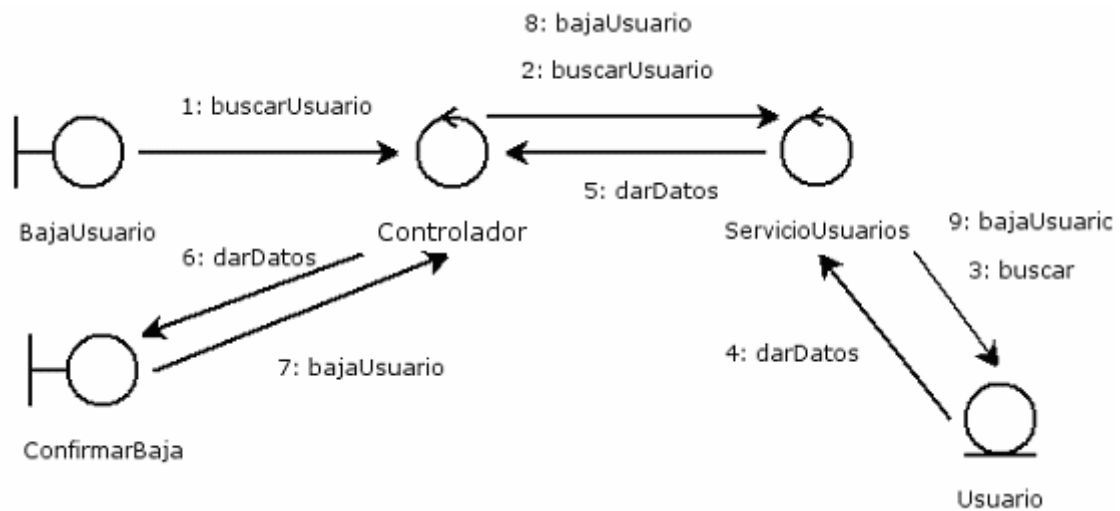 8: bajaUsuario
2: buscarUsuario
1: buscarUsuario
5: darDatos
BajaUsuario
Controlador
ServicioUsuarios
9: bajaUsuaric
6: darDatos
3: buscar
4: darDatos
7: bajaUsuario
ConfirmarBaja
Usuario